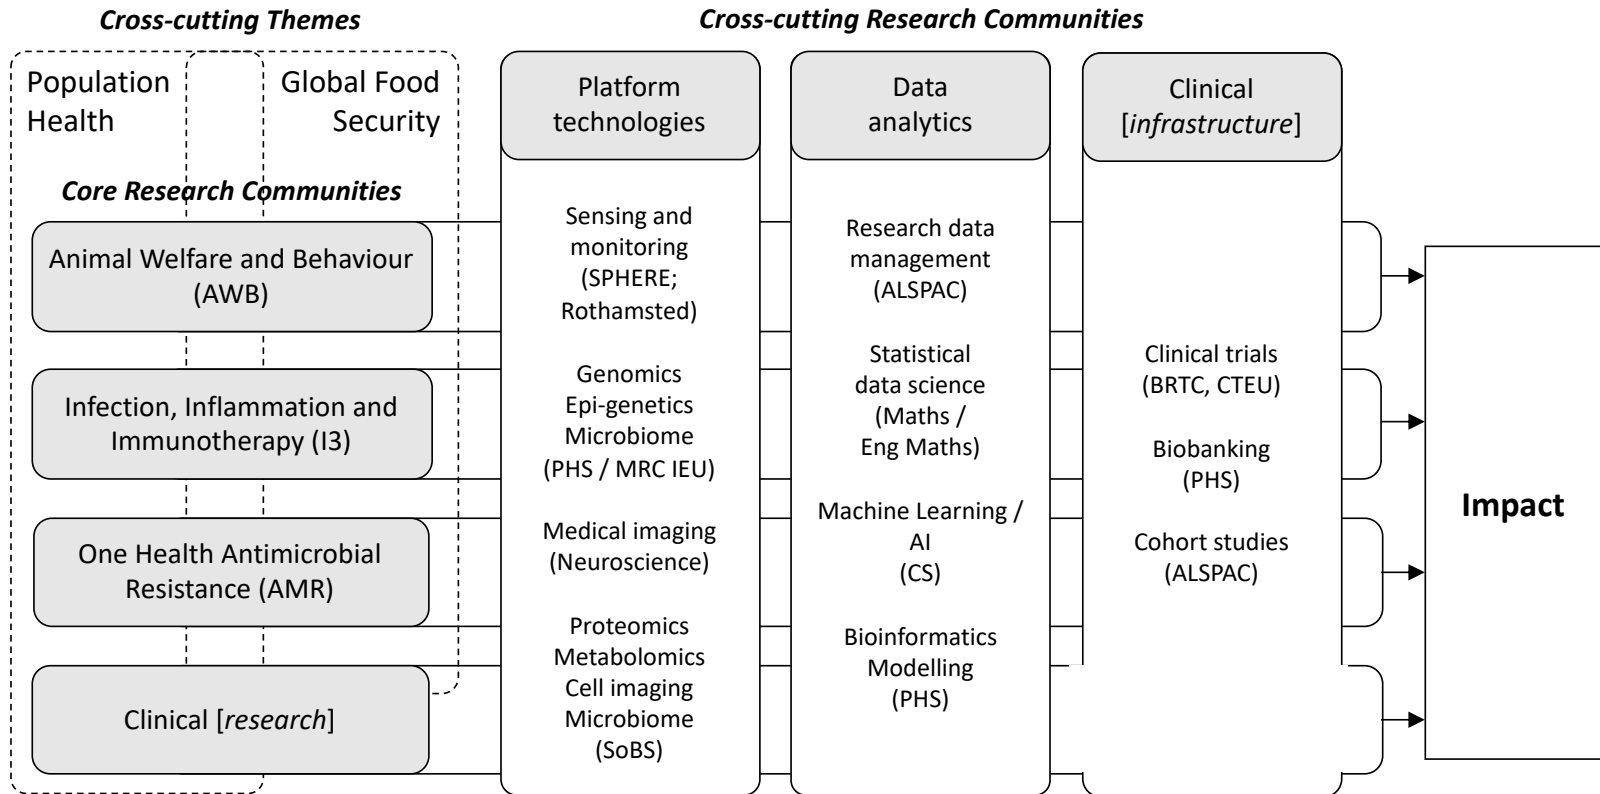 Cross-cutting Themes
Cross-cutting Research Communities
Population
Health
Global Food
Security
Core Research Communities
Animal Welfare and Behaviour
(AWB)
Infection, Inflammation and
Immunotherapy (I3)
One Health Antimicrobial
Resistance (AMR)
Clinical [research]
Platform
technologies
Sensing and
monitoring
(SPHERE;
Rothamsted)
Genomics
Epi-genetics
Microbiome
(PHS / MRC IEU)
Medical imaging
(Neuroscience)
Proteomics
Metabolomics
Cell imaging
Microbiome
(SoBS)
Data
analytics
Research data
management
(ALSPAC)
Statistical
data science
(Maths /
Eng Maths)
Machine Learning /
AI
(CS)
Bioinformatics
Modelling
(PHS)
Clinical
[infrastructure]
Clinical trials
(BRTC, CTEU)
Biobanking
(PHS)
Cohort studies
(ALSPAC)
Impact